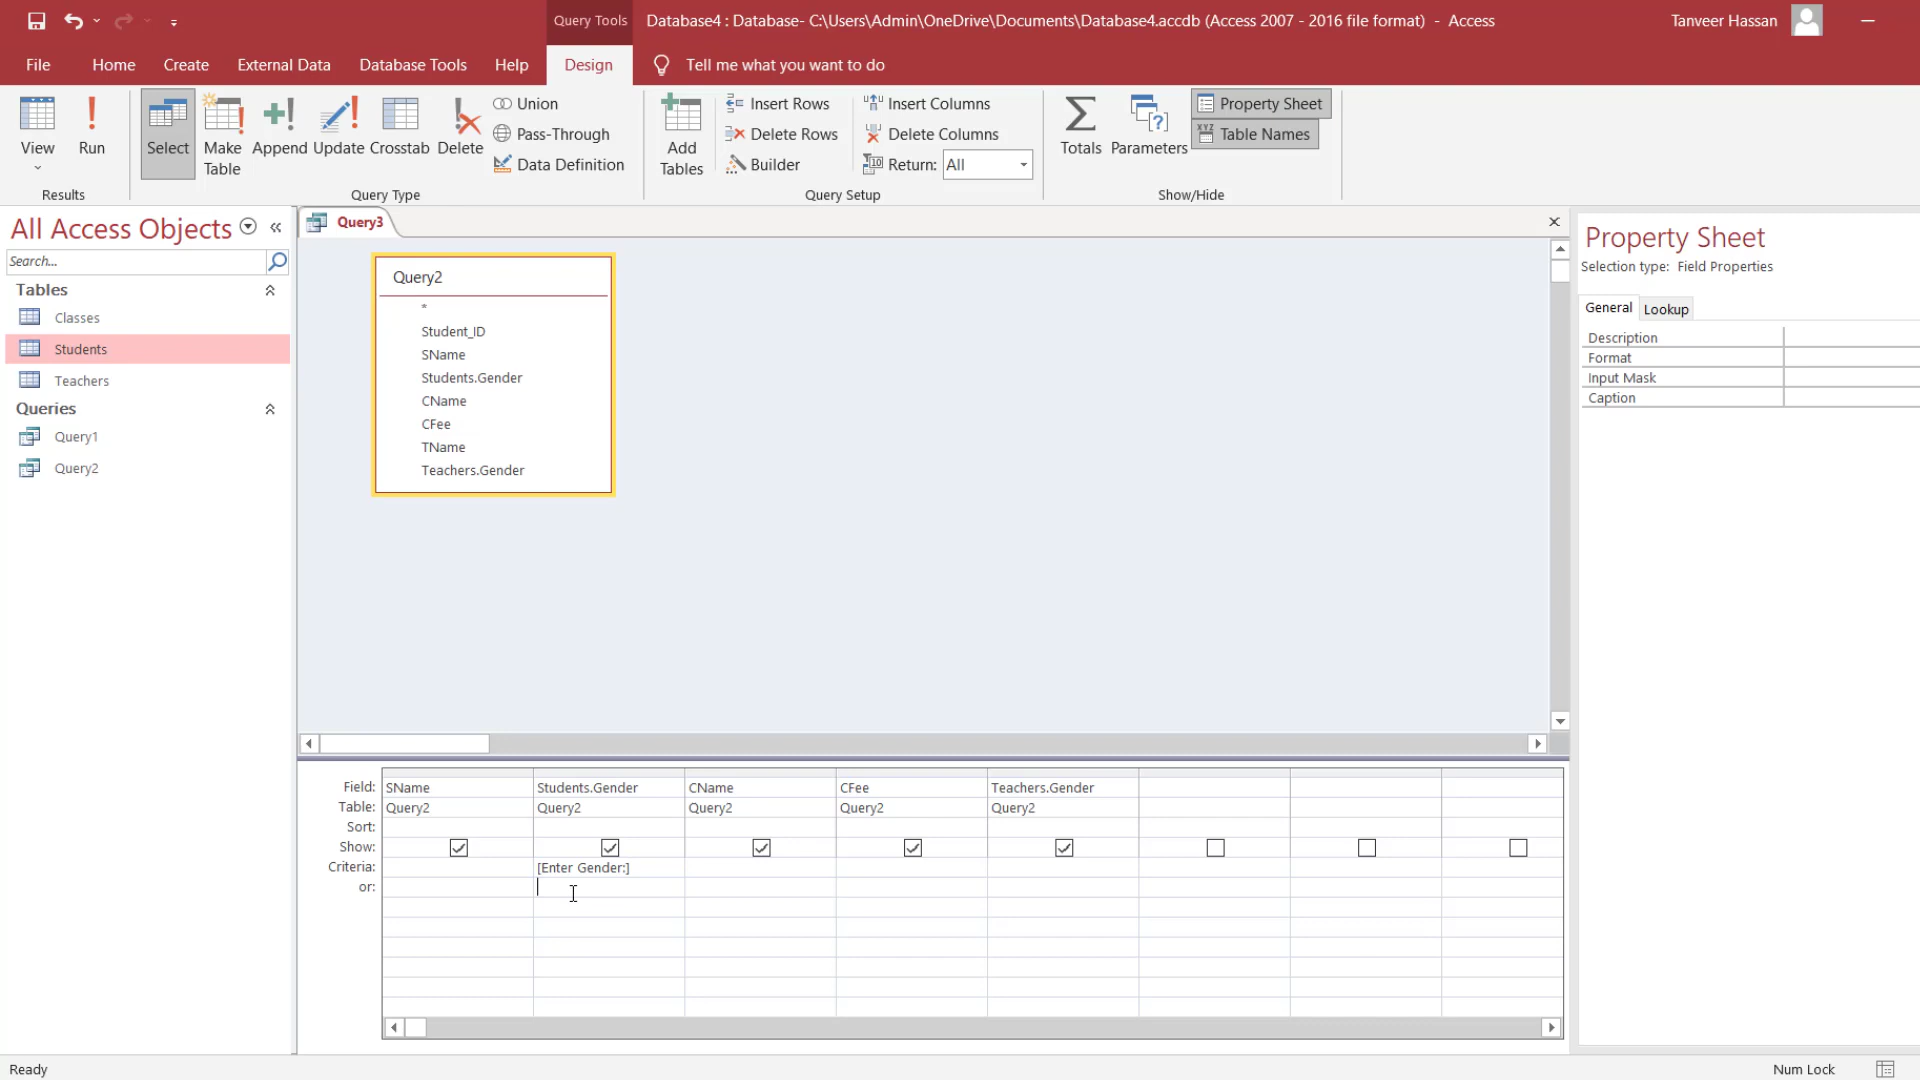 Query Tools
Database4 : Database- C:\Users\Admin\OneDrive\Documents\Database4.accdb (Access 2007 - 2016 file format) - Access
Tanveer Hassan
File Home Create External Data Database Tools Help Design Tell me what you want to do
View
Run
Results
Select
Make Table
Append
Update
Crosstab
Delete
Union
Pass-Through
Data Definition
Query Type
Add Tables
Insert Rows
Delete Rows
Builder
Insert Columns
Delete Columns
Return: All
Query Setup
Totals
Parameters
Property Sheet
XYZ Table Names
Show/Hide
All Access Objects
Search...
Tables
Classes
Students
Teachers
Queries
Query1
Query2
Query3
Query2
*
Student_ID
SName
Students.Gender
CName
CFee
TName
Teachers.Gender
Property Sheet
Selection type: Field Properties
General Lookup
Description
Format
Input Mask
Caption
Field: SName Students.Gender CName CFee Teachers.Gender
Table: Query2 Query2 Query2 Query2 Query2
Sort:
Show:
Criteria: [Enter Gender:]
or:
Ready
Num Lock